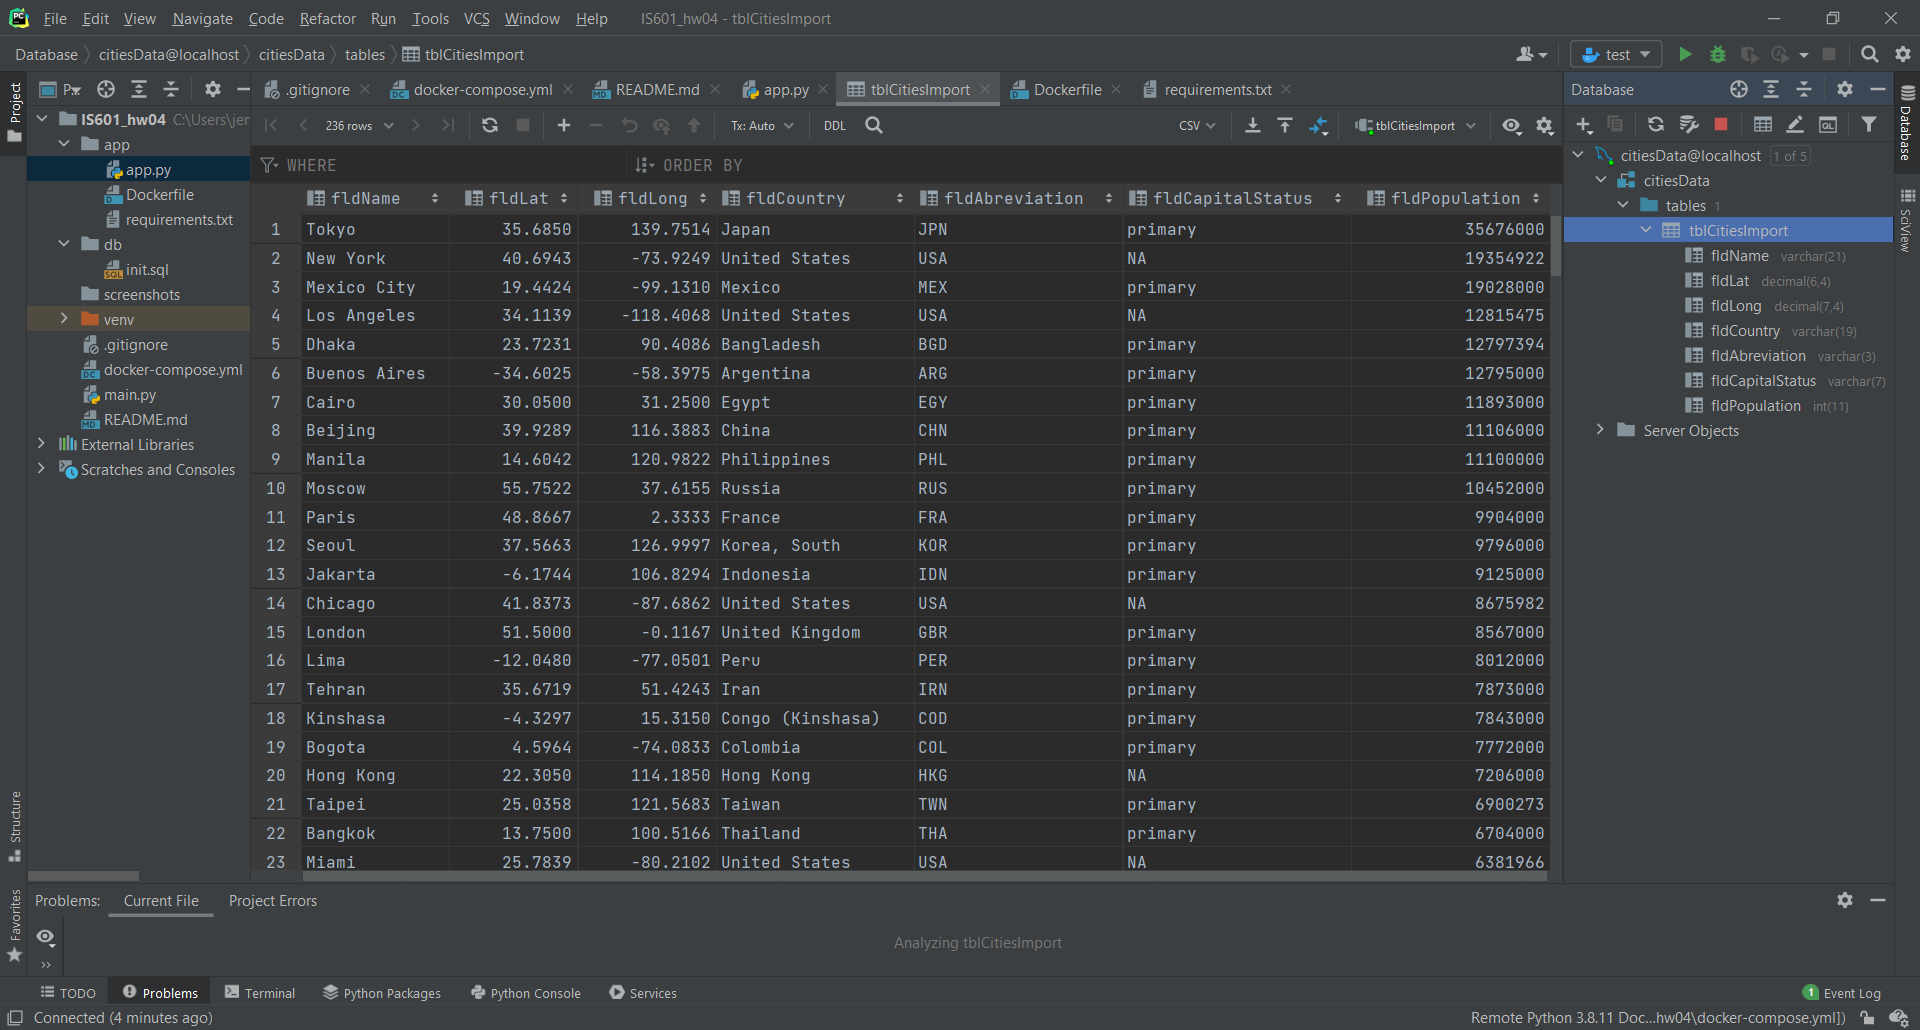 File Edit View Navigate Code Refactor Run Tools VCS Window Help IS601_hw04 - tblCitiesImport
Database citiesData@localhost citiesData tables tblCitiesImport test
Project P... .gitignore docker-compose.yml README.md app.py tblCitiesImport Dockerfile requirements.txt Database
IS601_hw04 C:\Users\jer
app
app.py
Dockerfile
requirements.txt
db
init.sql
screenshots
venv
.gitignore
docker-compose.yml
main.py
README.md
External Libraries
Scratches and Consoles
236 rows Tx: Auto DDL CSV tblCitiesImport
WHERE ORDER BY
fldName fldLat fldLong fldCountry fldAbreviation fldCapitalStatus fldPopulation
1 Tokyo 35.6850 139.7514 Japan JPN primary 35676000
2 New York 40.6943 -73.9249 United States USA NA 19354922
3 Mexico City 19.4424 -99.1310 Mexico MEX primary 19028000
4 Los Angeles 34.1139 -118.4068 United States USA NA 12815475
5 Dhaka 23.7231 90.4086 Bangladesh BGD primary 12797394
6 Buenos Aires -34.6025 -58.3975 Argentina ARG primary 12795000
7 Cairo 30.0500 31.2500 Egypt EGY primary 11893000
8 Beijing 39.9289 116.3883 China CHN primary 11106000
9 Manila 14.6042 120.9822 Philippines PHL primary 11100000
10 Moscow 55.7522 37.6155 Russia RUS primary 10452000
11 Paris 48.8667 2.3333 France FRA primary 9904000
12 Seoul 37.5663 126.9997 Korea, South KOR primary 9796000
13 Jakarta -6.1744 106.8294 Indonesia IDN primary 9125000
14 Chicago 41.8373 -87.6862 United States USA NA 8675982
15 London 51.5000 -0.1167 United Kingdom GBR primary 8567000
16 Lima -12.0480 -77.0501 Peru PER primary 8012000
17 Tehran 35.6719 51.4243 Iran IRN primary 7873000
18 Kinshasa -4.3297 15.3150 Congo (Kinshasa) COD primary 7843000
19 Bogota 4.5964 -74.0833 Colombia COL primary 7772000
20 Hong Kong 22.3050 114.1850 Hong Kong HKG NA 7206000
21 Taipei 25.0358 121.5683 Taiwan TWN primary 6900273
22 Bangkok 13.7500 100.5166 Thailand THA primary 6704000
23 Miami 25.7839 -80.2102 United States USA NA 6381966
citiesData@localhost 1 of 5
citiesData
tables 1
tblCitiesImport
fldName varchar(21)
fldLat decimal(6,4)
fldLong decimal(7,4)
fldCountry varchar(19)
fldAbreviation varchar(3)
fldCapitalStatus varchar(7)
fldPopulation int(11)
Server Objects
Database
SciView
Structure
Favorites
Problems: Current File Project Errors
Analyzing tblCitiesImport
TODO Problems Terminal Python Packages Python Console Services 1 Event Log
Connected (4 minutes ago) Remote Python 3.8.11 Doc...hw04\docker-compose.yml])